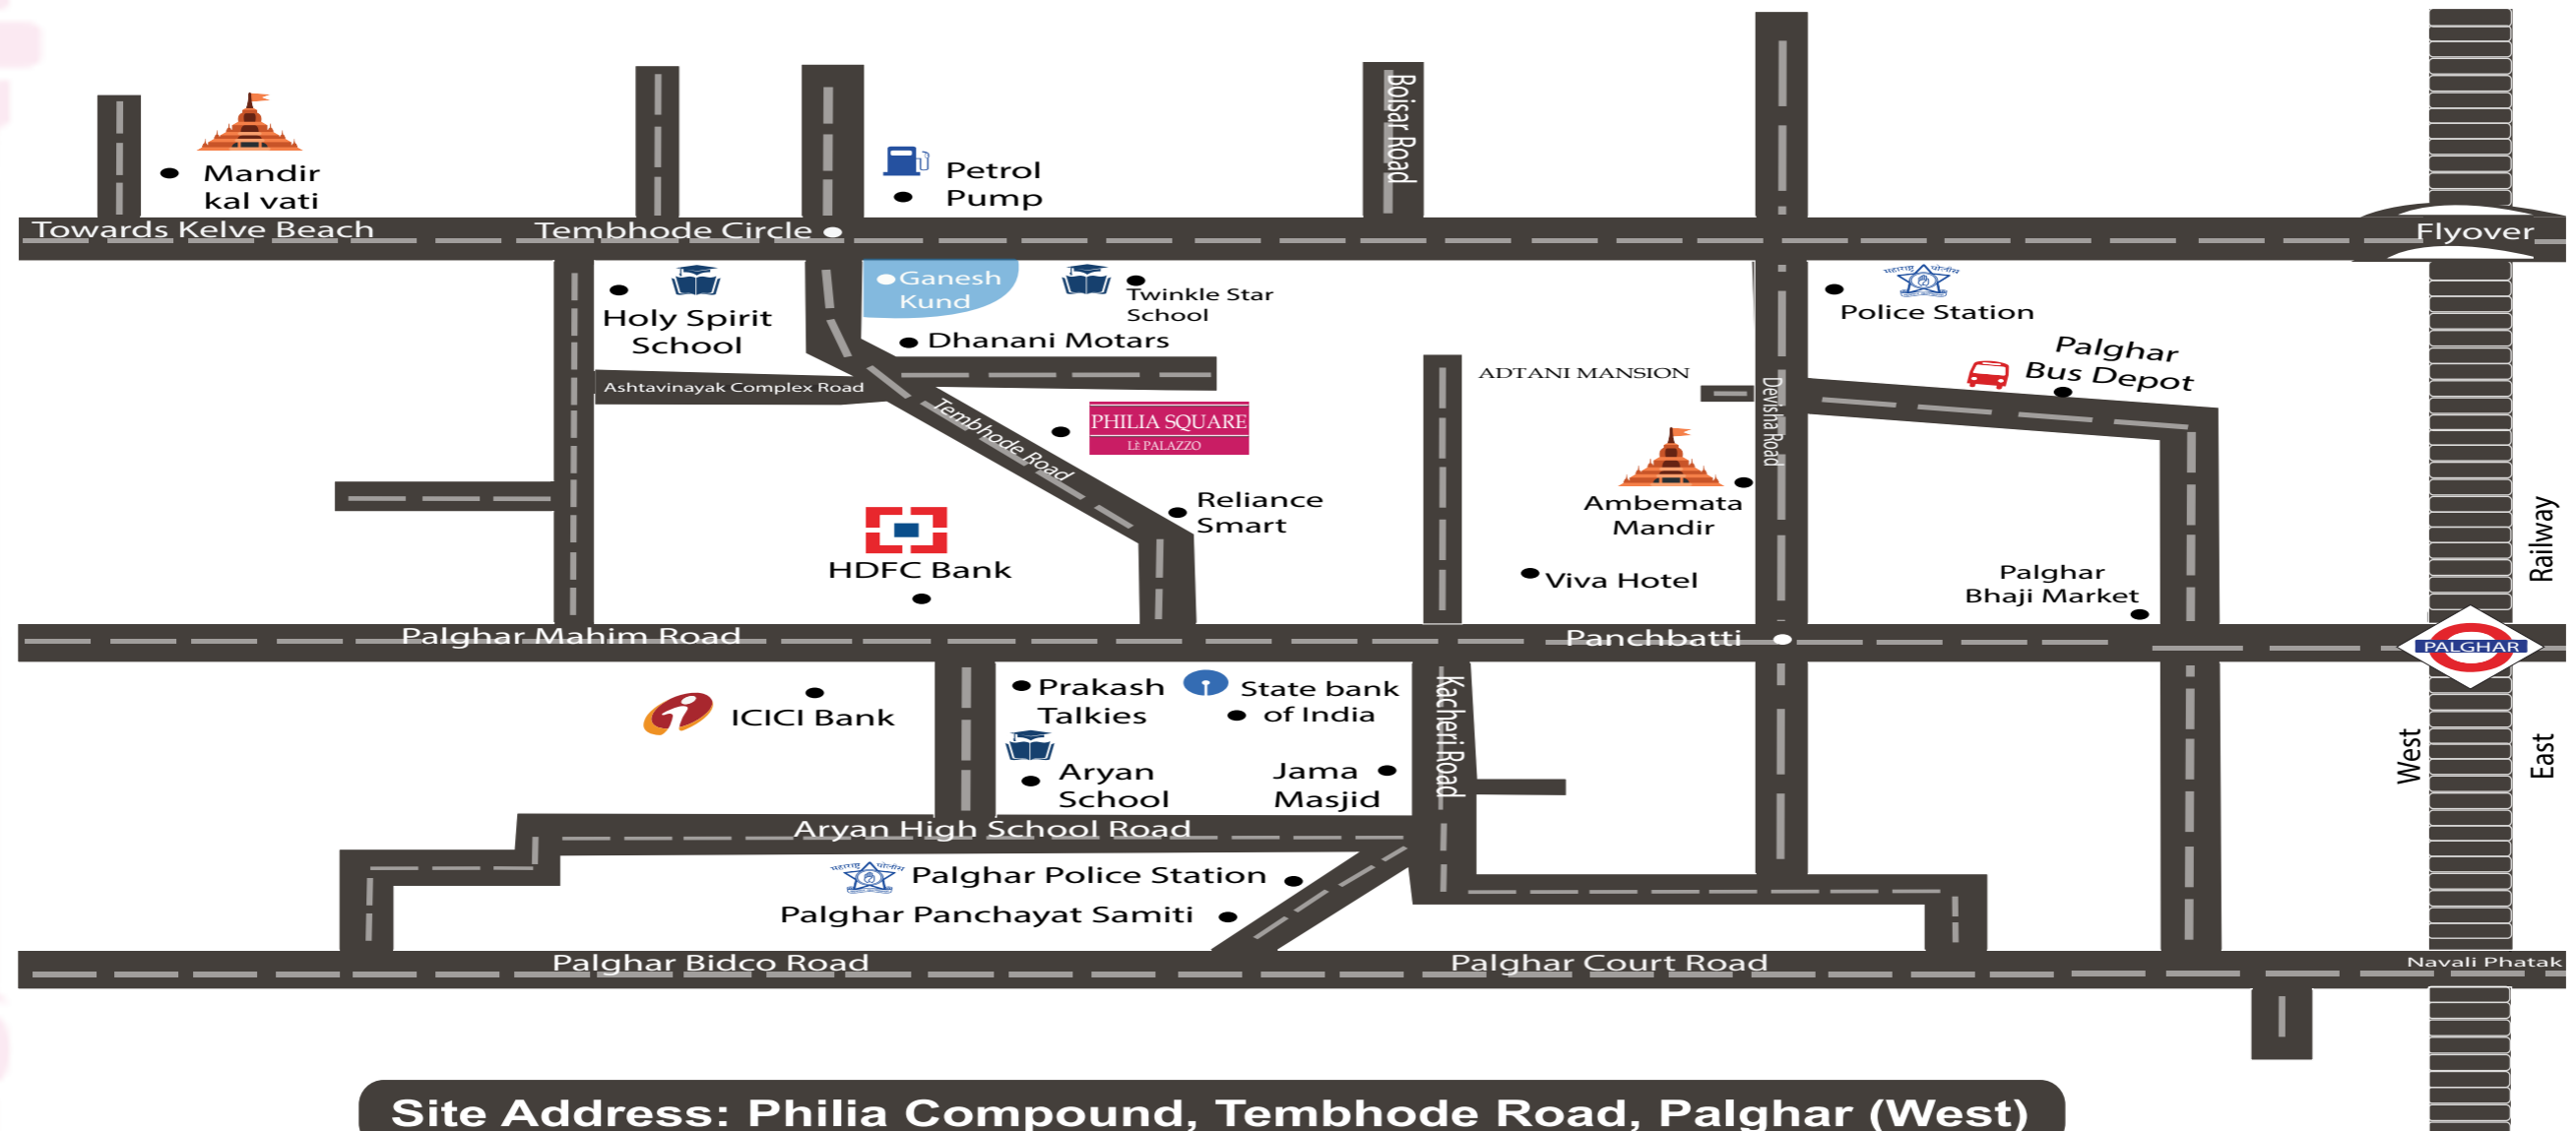 Boisar Road
Mandir
kal vati
Petrol
Pump
Towards Kelve Beach
Tembhode Circle
Flyover
Ganesh
Kund
Twinkle Star
School
महाराष्ट्र पोलीस
Police Station
Holy Spirit
School
Dhanani Motars
Palghar
Bus Depot
Ashtavinayak Complex Road
ADTANI MANSION
Devisha Road
Tembhode Road
PHILIA SQUARE
LÈ PALAZZO
Reliance
Smart
Ambemata
Mandir
Railway
HDFC Bank
Viva Hotel
Palghar
Bhaji Market
Palghar Mahim Road
Panchbatti
PALGHAR
ICICI Bank
Prakash
Talkies
State bank
of India
Kacheri Road
West
East
Aryan
School
Jama
Masjid
Aryan High School Road
महाराष्ट्र पोलीस
Palghar Police Station
Palghar Panchayat Samiti
Palghar Bidco Road
Palghar Court Road
Navali Phatak
Site Address: Philia Compound, Tembhode Road, Palghar (West)